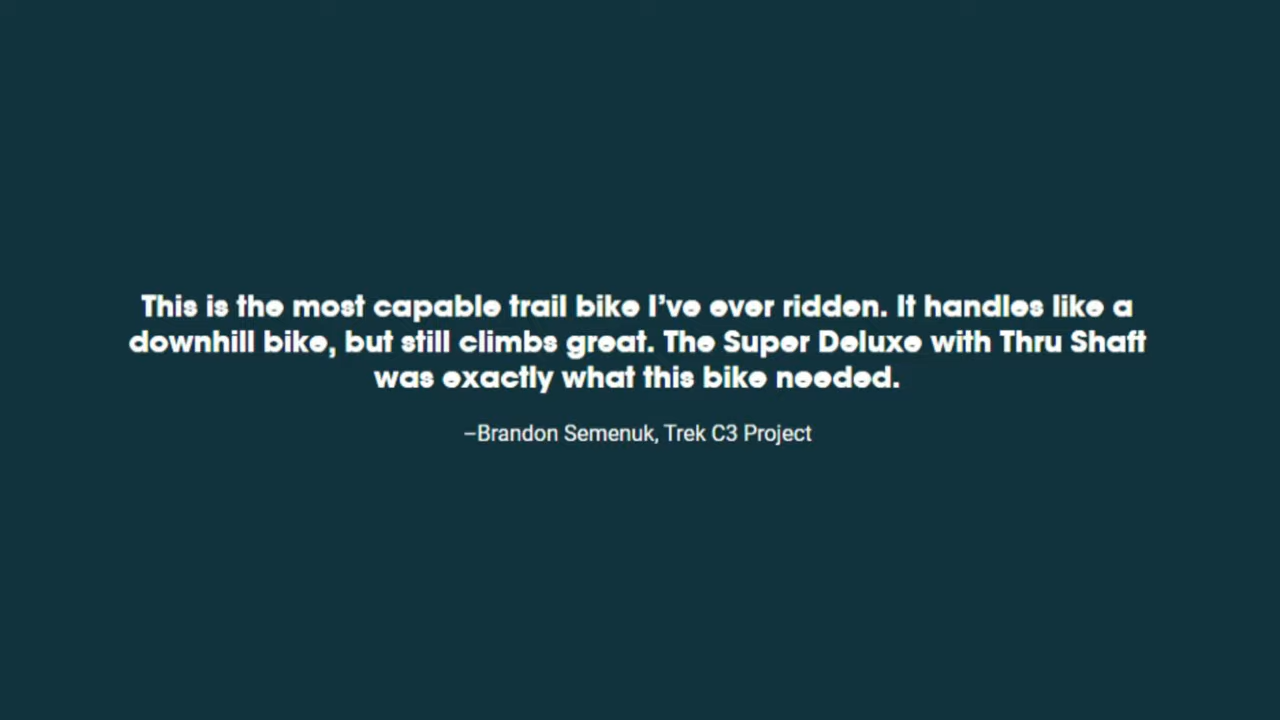 This is the most capable trail bike I’ve ever ridden. It handles like a
downhill bike, but still climbs great. The Super Deluxe with Thru Shaft
was exactly what this bike needed.
–Brandon Semenuk, Trek C3 Project